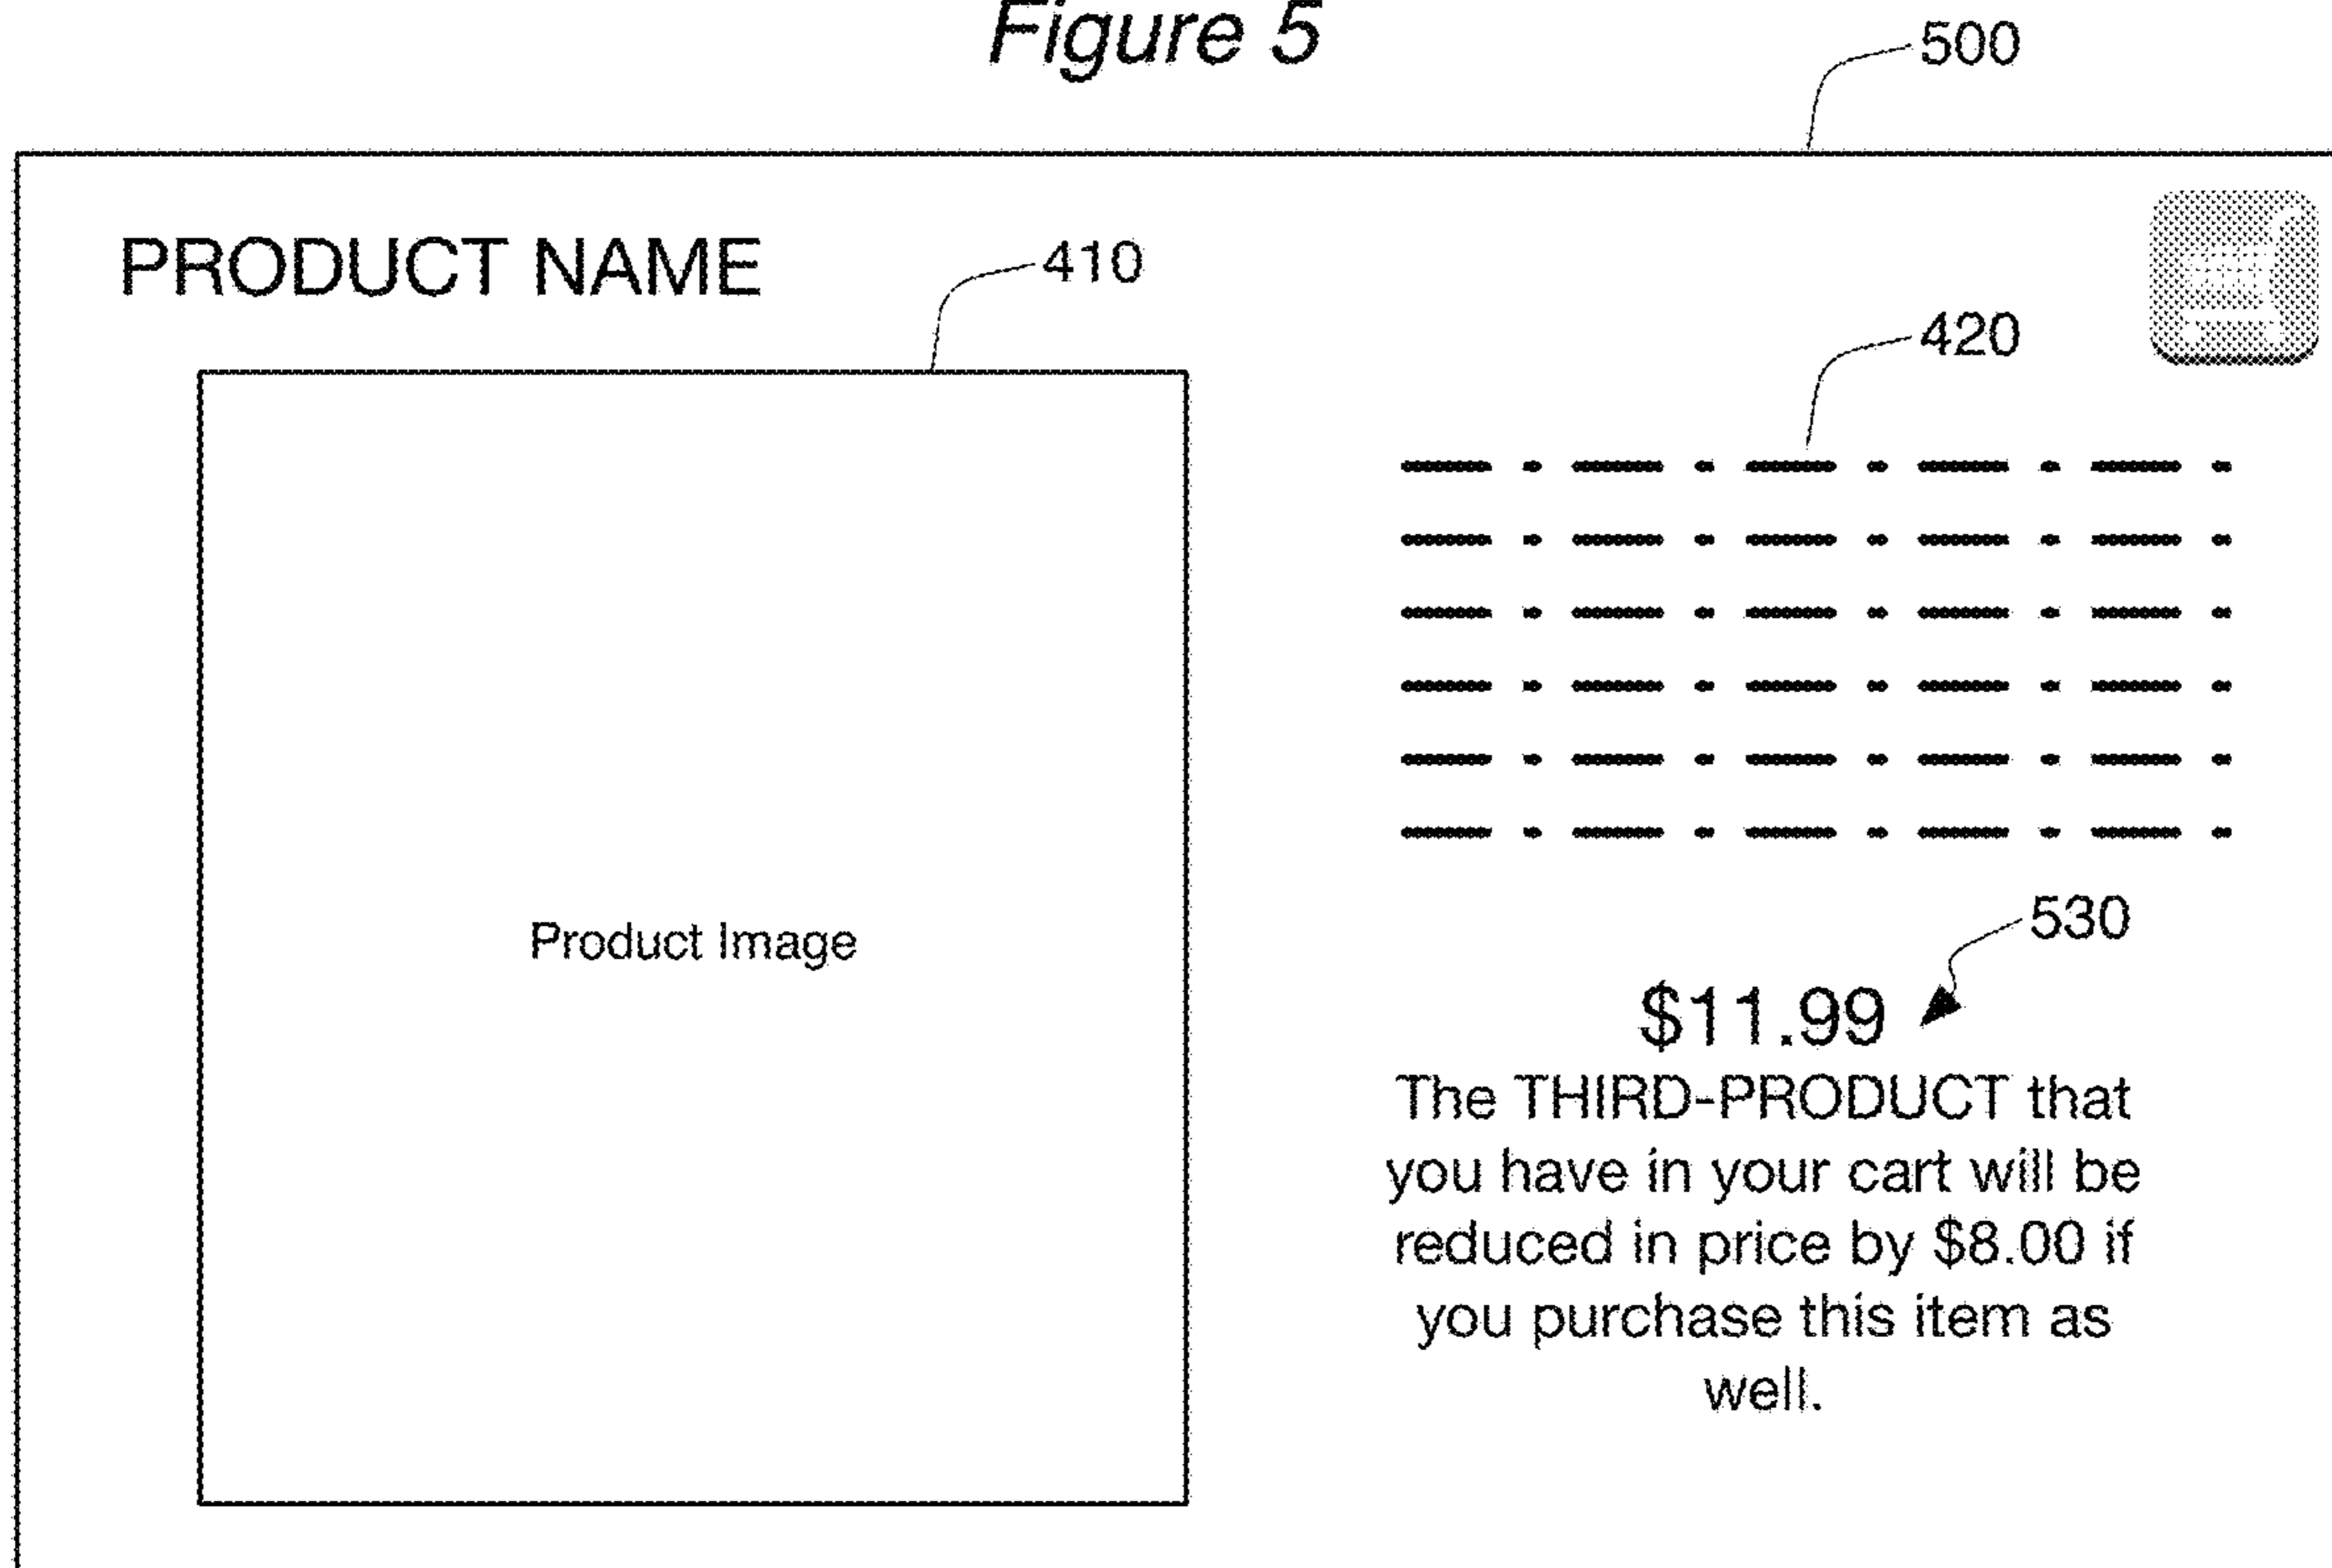 Figure 5
500
PRODUCT NAME
410
420
Product Image
530
$11.99
The THIRD-PRODUCT that
you have in your cart will be
reduced in price by $8.00 if
you purchase this item as
well.